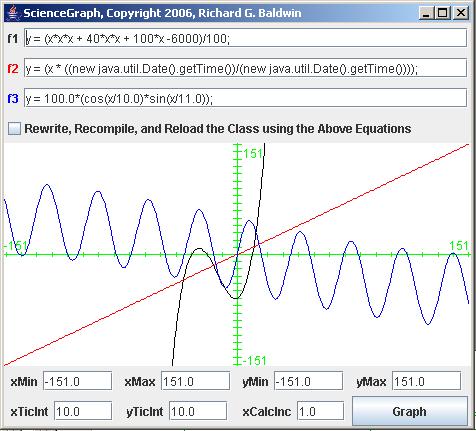 ScienceGraph, Copyright 2006, Richard G. Baldwin
f1 y = (x*x*x + 40*x*x + 100*x -6000)/100;
f2 y = (x * ((new java.util.Date().getTime())/(new java.util.Date().getTime())));
f3 y = 100.0*(cos(x/10.0)*sin(x/11.0));
Rewrite, Recompile, and Reload the Class using the Above Equations
151
-151 151
-151
xMin -151.0 xMax 151.0 yMin -151.0 yMax 151.0
xTicInt 10.0 yTicInt 10.0 xCalcInc 1.0 Graph